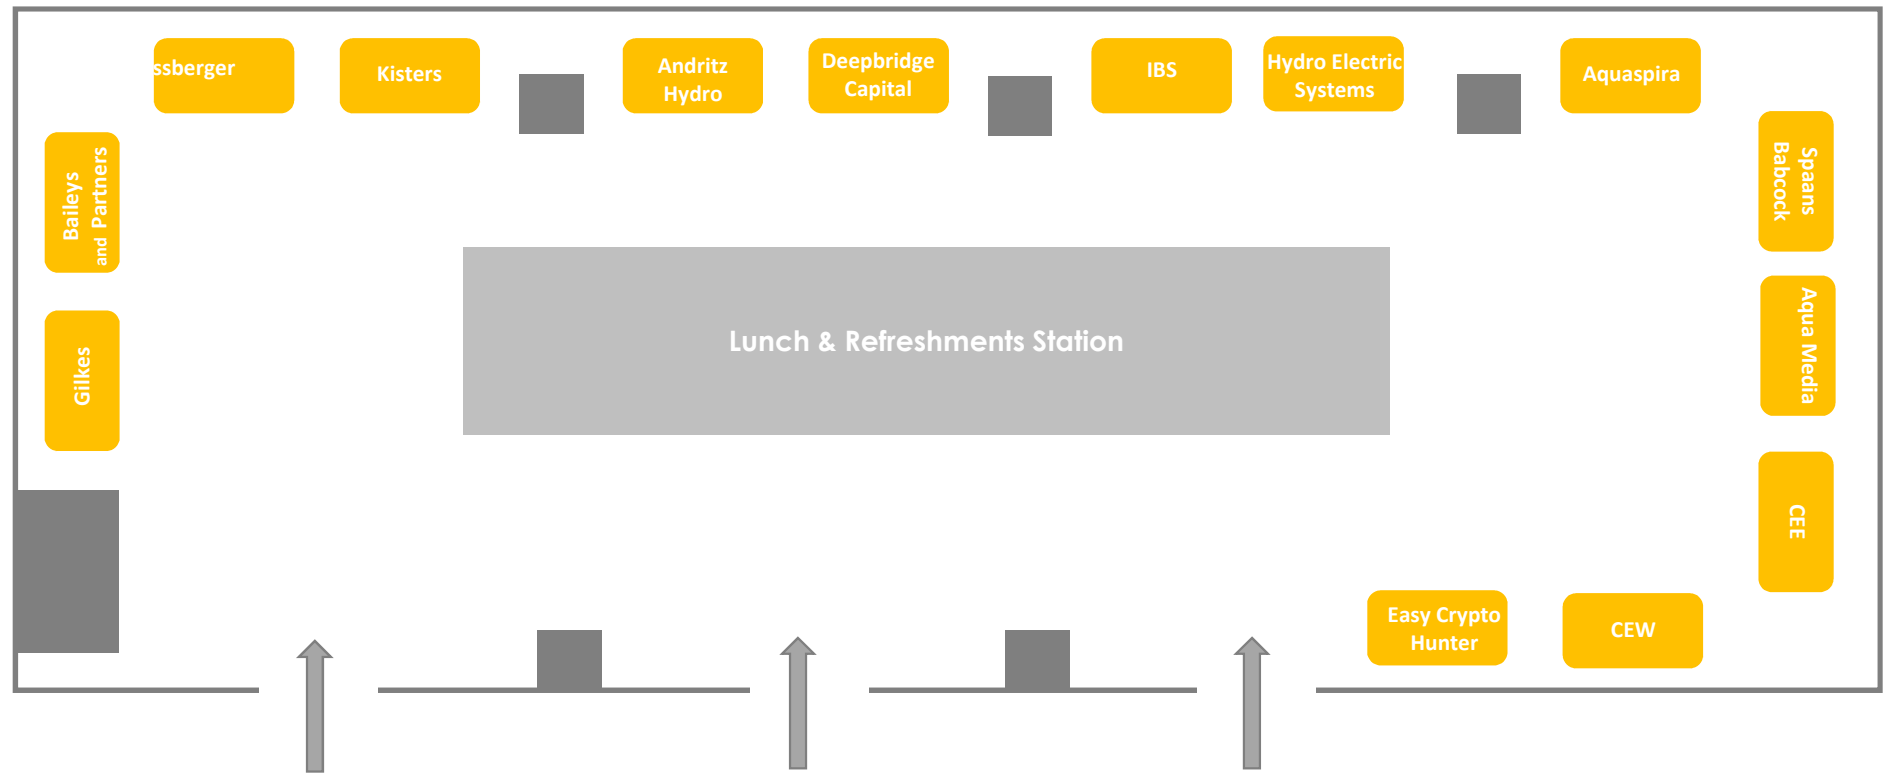 ssberger
Kisters
Andritz
Hydro
Deepbridge
Capital
IBS
Hydro Electric
Systems
Aquaspira
Baileys
and Partners
Spaans
Babcock
Gilkes
Lunch & Refreshments Station
Aqua Media
CEE
Easy Crypto
Hunter
CEW